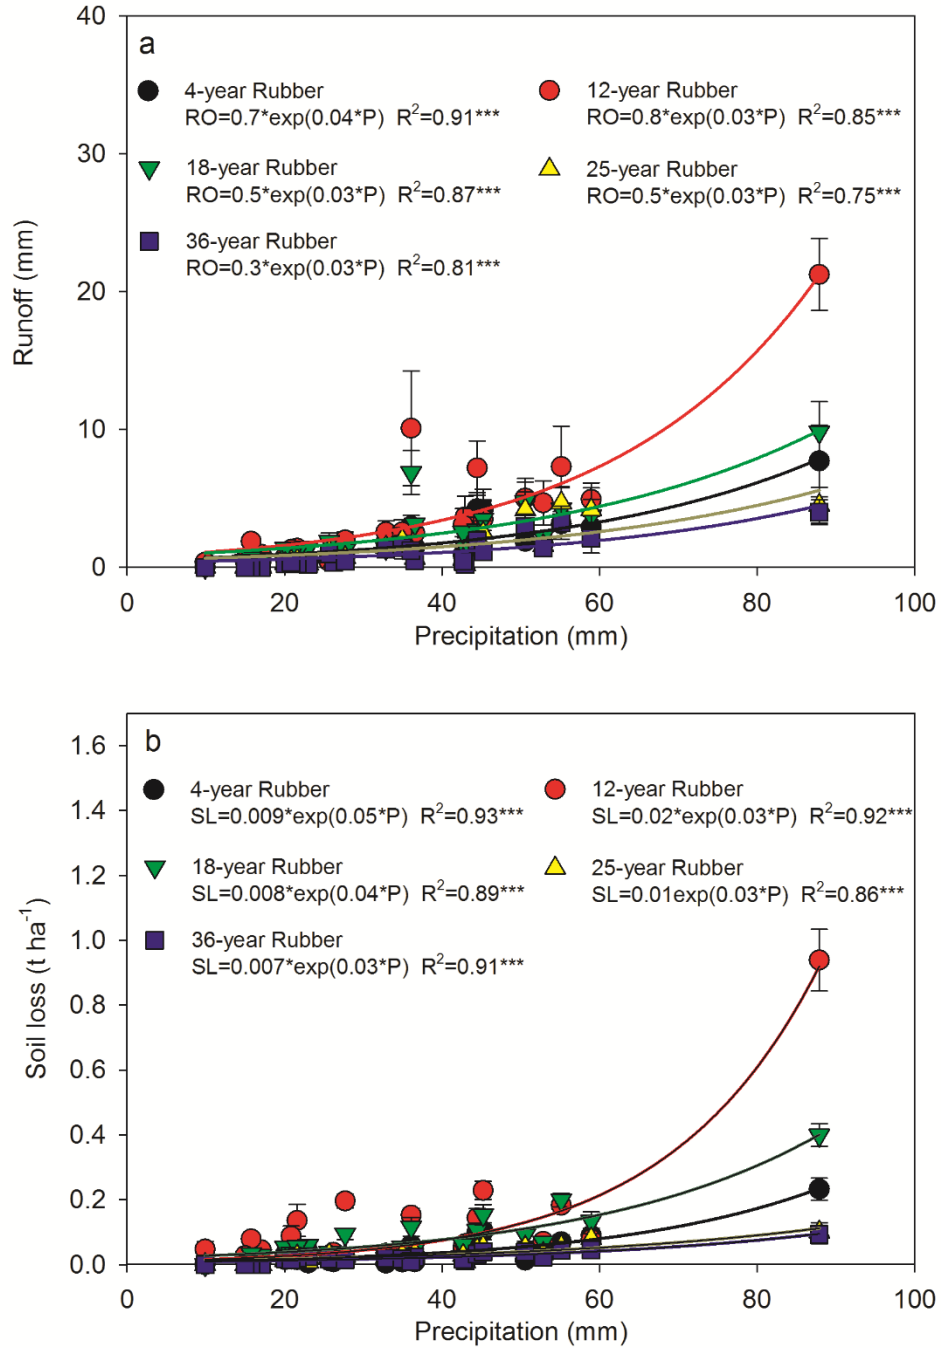 a
4-year Rubber
RO=0.7*exp(0.04*P) R²=0.91***
12-year Rubber
RO=0.8*exp(0.03*P) R²=0.85***
18-year Rubber
RO=0.5*exp(0.03*P) R²=0.87***
25-year Rubber
RO=0.5*exp(0.03*P) R²=0.75***
36-year Rubber
RO=0.3*exp(0.03*P) R²=0.81***
Runoff (mm)
40
30
20
10
0
0 20 40 60 80 100
Precipitation (mm)
b
4-year Rubber
SL=0.009*exp(0.05*P) R²=0.93***
12-year Rubber
SL=0.02*exp(0.03*P) R²=0.92***
18-year Rubber
SL=0.008*exp(0.04*P) R²=0.89***
25-year Rubber
SL=0.01exp(0.03*P) R²=0.86***
36-year Rubber
SL=0.007*exp(0.03*P) R²=0.91***
Soil loss (t ha⁻¹)
1.6
1.4
1.2
1.0
0.8
0.6
0.4
0.2
0.0
0 20 40 60 80 100
Precipitation (mm)